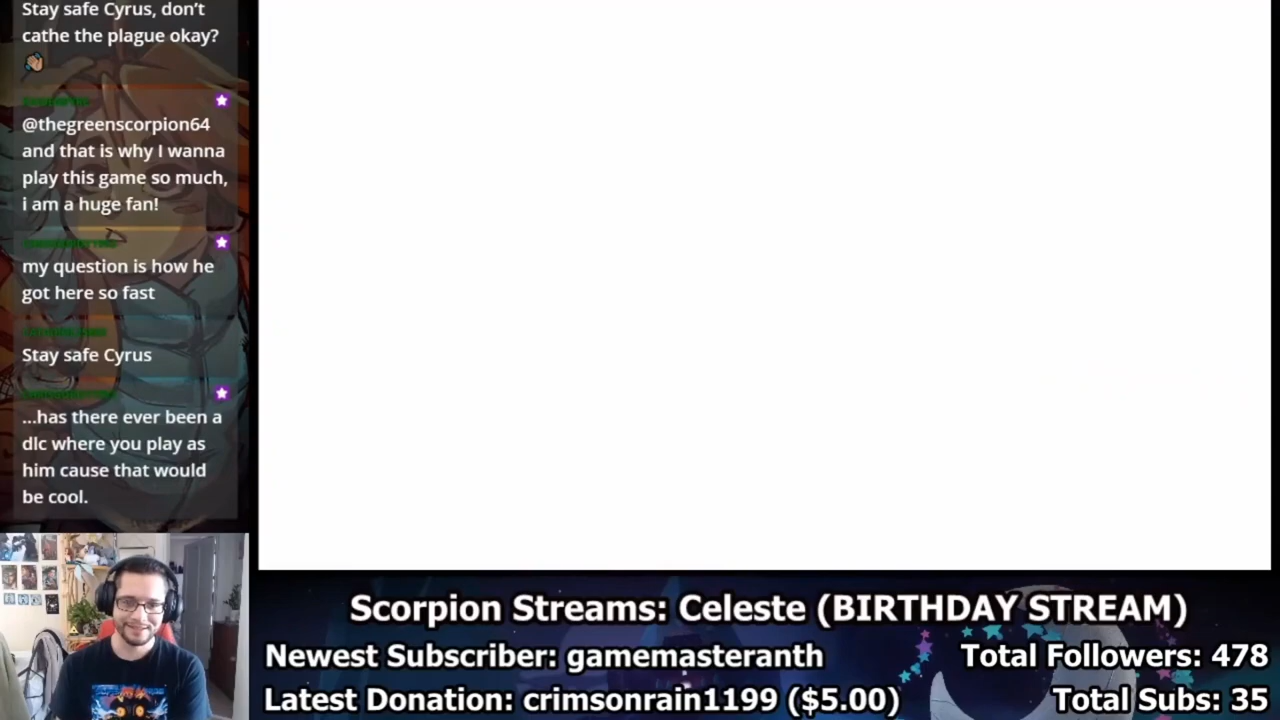 Stay safe Cyrus, don't
cathe the plague okay?
@thegreenscorpion64
and that is why I wanna
play this game so much,
i am a huge fan!
my question is how he
got here so fast
Stay safe Cyrus
...has there ever been a
dlc where you play as
him cause that would
be cool.
Scorpion Streams: Celeste (BIRTHDAY STREAM)
Newest Subscriber: gamemasteranth
Total Followers: 478
Latest Donation: crimsonrain1199 ($5.00)
Total Subs: 35